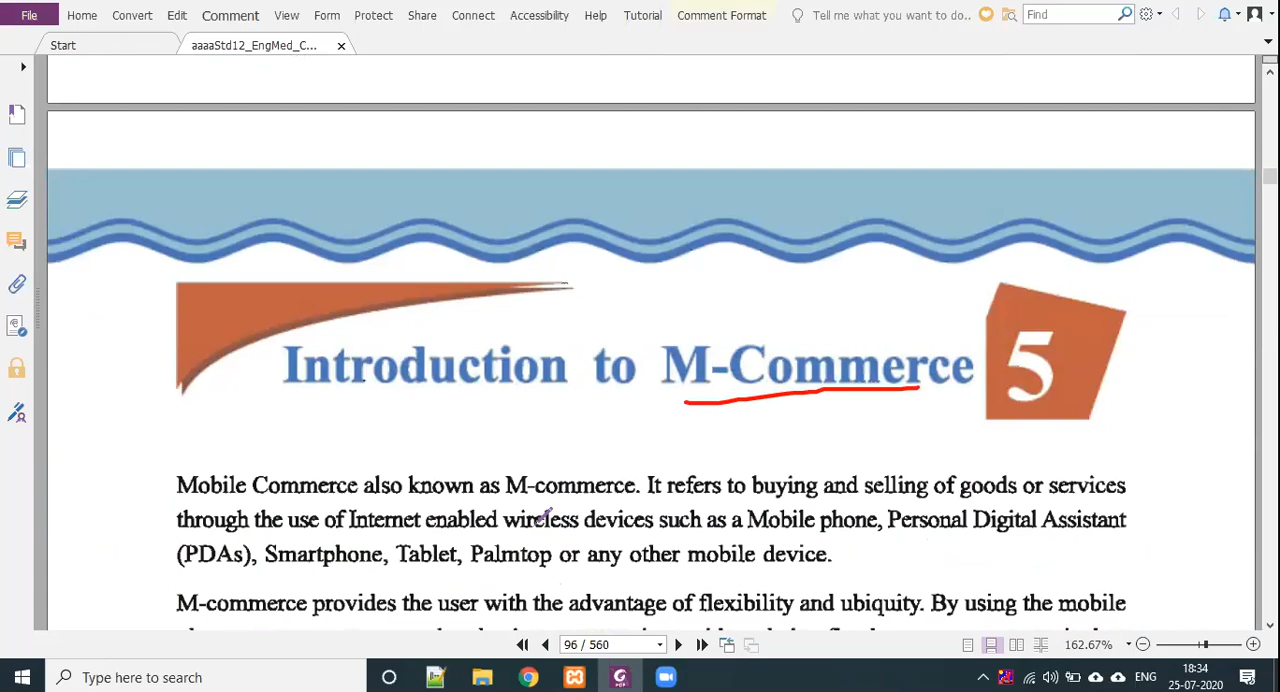 File Home Convert Edit Comment View Form Protect Share Connect Accessibility Help Tutorial Comment Format Tell me what you want to do.. Find
Start aaaaStd12_EngMed_C...
Introduction to M-Commerce 5
Mobile Commerce also known as M-commerce. It refers to buying and selling of goods or services
through the use of Internet enabled wireless devices such as a Mobile phone, Personal Digital Assistant
(PDAs), Smartphone, Tablet, Palmtop or any other mobile device.
M-commerce provides the user with the advantage of flexibility and ubiquity. By using the mobile
96 / 560 162.67%
Type here to search ENG 18:34
25-07-2020